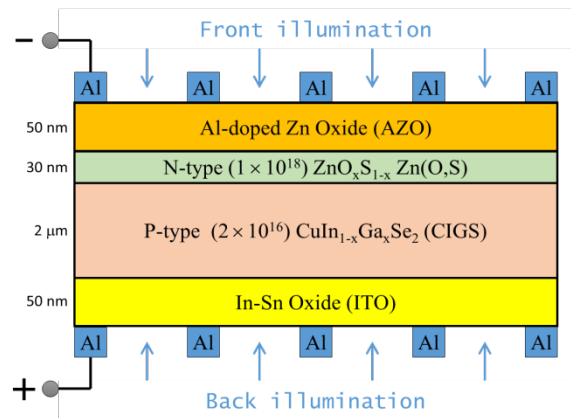 Front illumination
−
Al Al Al Al Al
50 nm Al-doped Zn Oxide (AZO)
30 nm N-type (1 × 10¹⁸) ZnOₓS₁₋ₓ Zn(O,S)
2 μm P-type (2 × 10¹⁶) CuIn₁₋ₓGaₓSe₂ (CIGS)
50 nm In-Sn Oxide (ITO)
Al Al Al Al Al
+
Back illumination